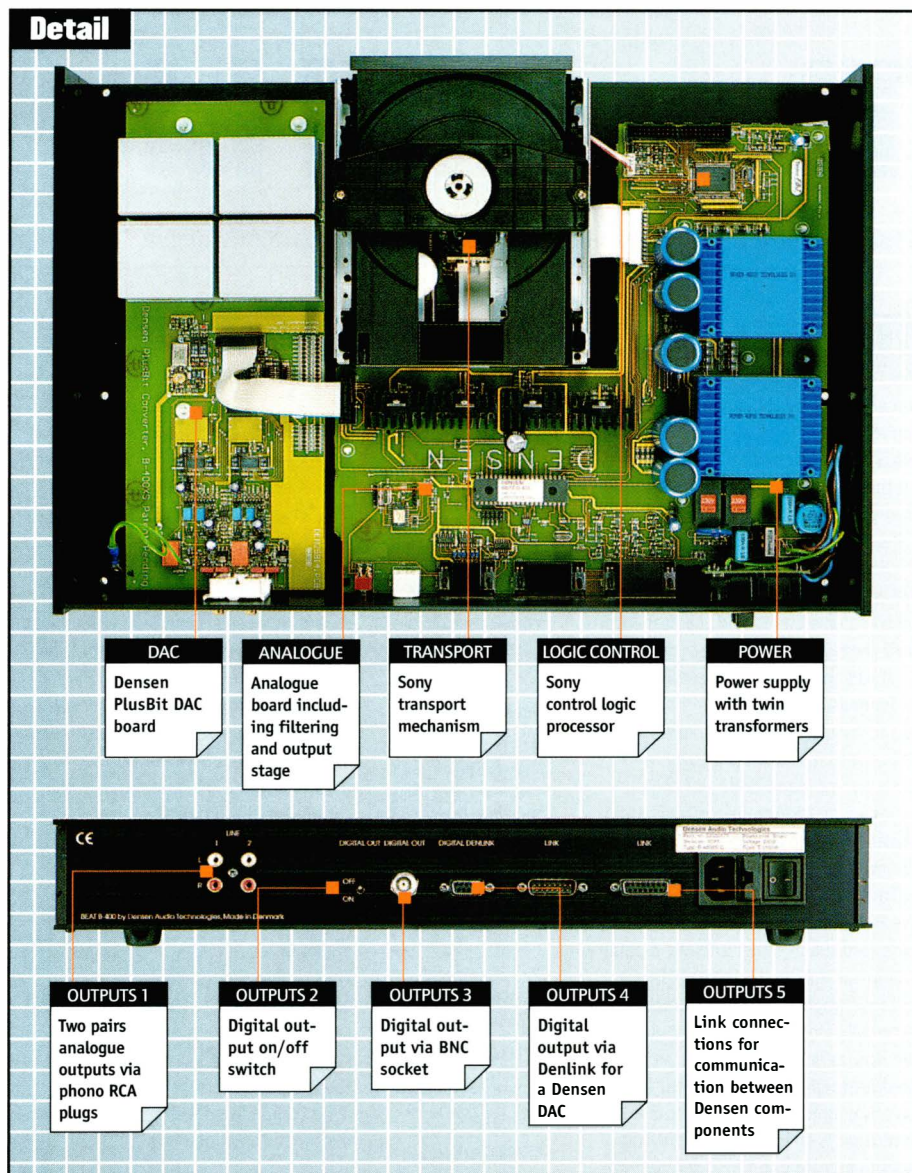 Detail
Densen PlusBit Converter, B-400XS
DENSEN
DAC
Densen
PlusBit DAC
board
ANALOGUE
Analogue
board includ-
ing filtering
and output
stage
TRANSPORT
Sony
transport
mechanism
LOGIC CONTROL
Sony
control logic
processor
POWER
Power supply
with twin
transformers
CE
LINE
1 2
L
R
DIGITAL OUT DIGITAL OUT DIGITAL DENLINK LINK LINK
OFF
ON
Densen Audio Technologies
BEAT B-400 by Densen Audio Technologies, Made in Denmark
OUTPUTS 1
Two pairs
analogue
outputs via
phono RCA
plugs
OUTPUTS 2
Digital out-
put on/off
switch
OUTPUTS 3
Digital out-
put via BNC
socket
OUTPUTS 4
Digital
output via
Denlink for
a Densen
DAC
OUTPUTS 5
Link connec-
tions for
communica-
tion between
Densen com-
ponents